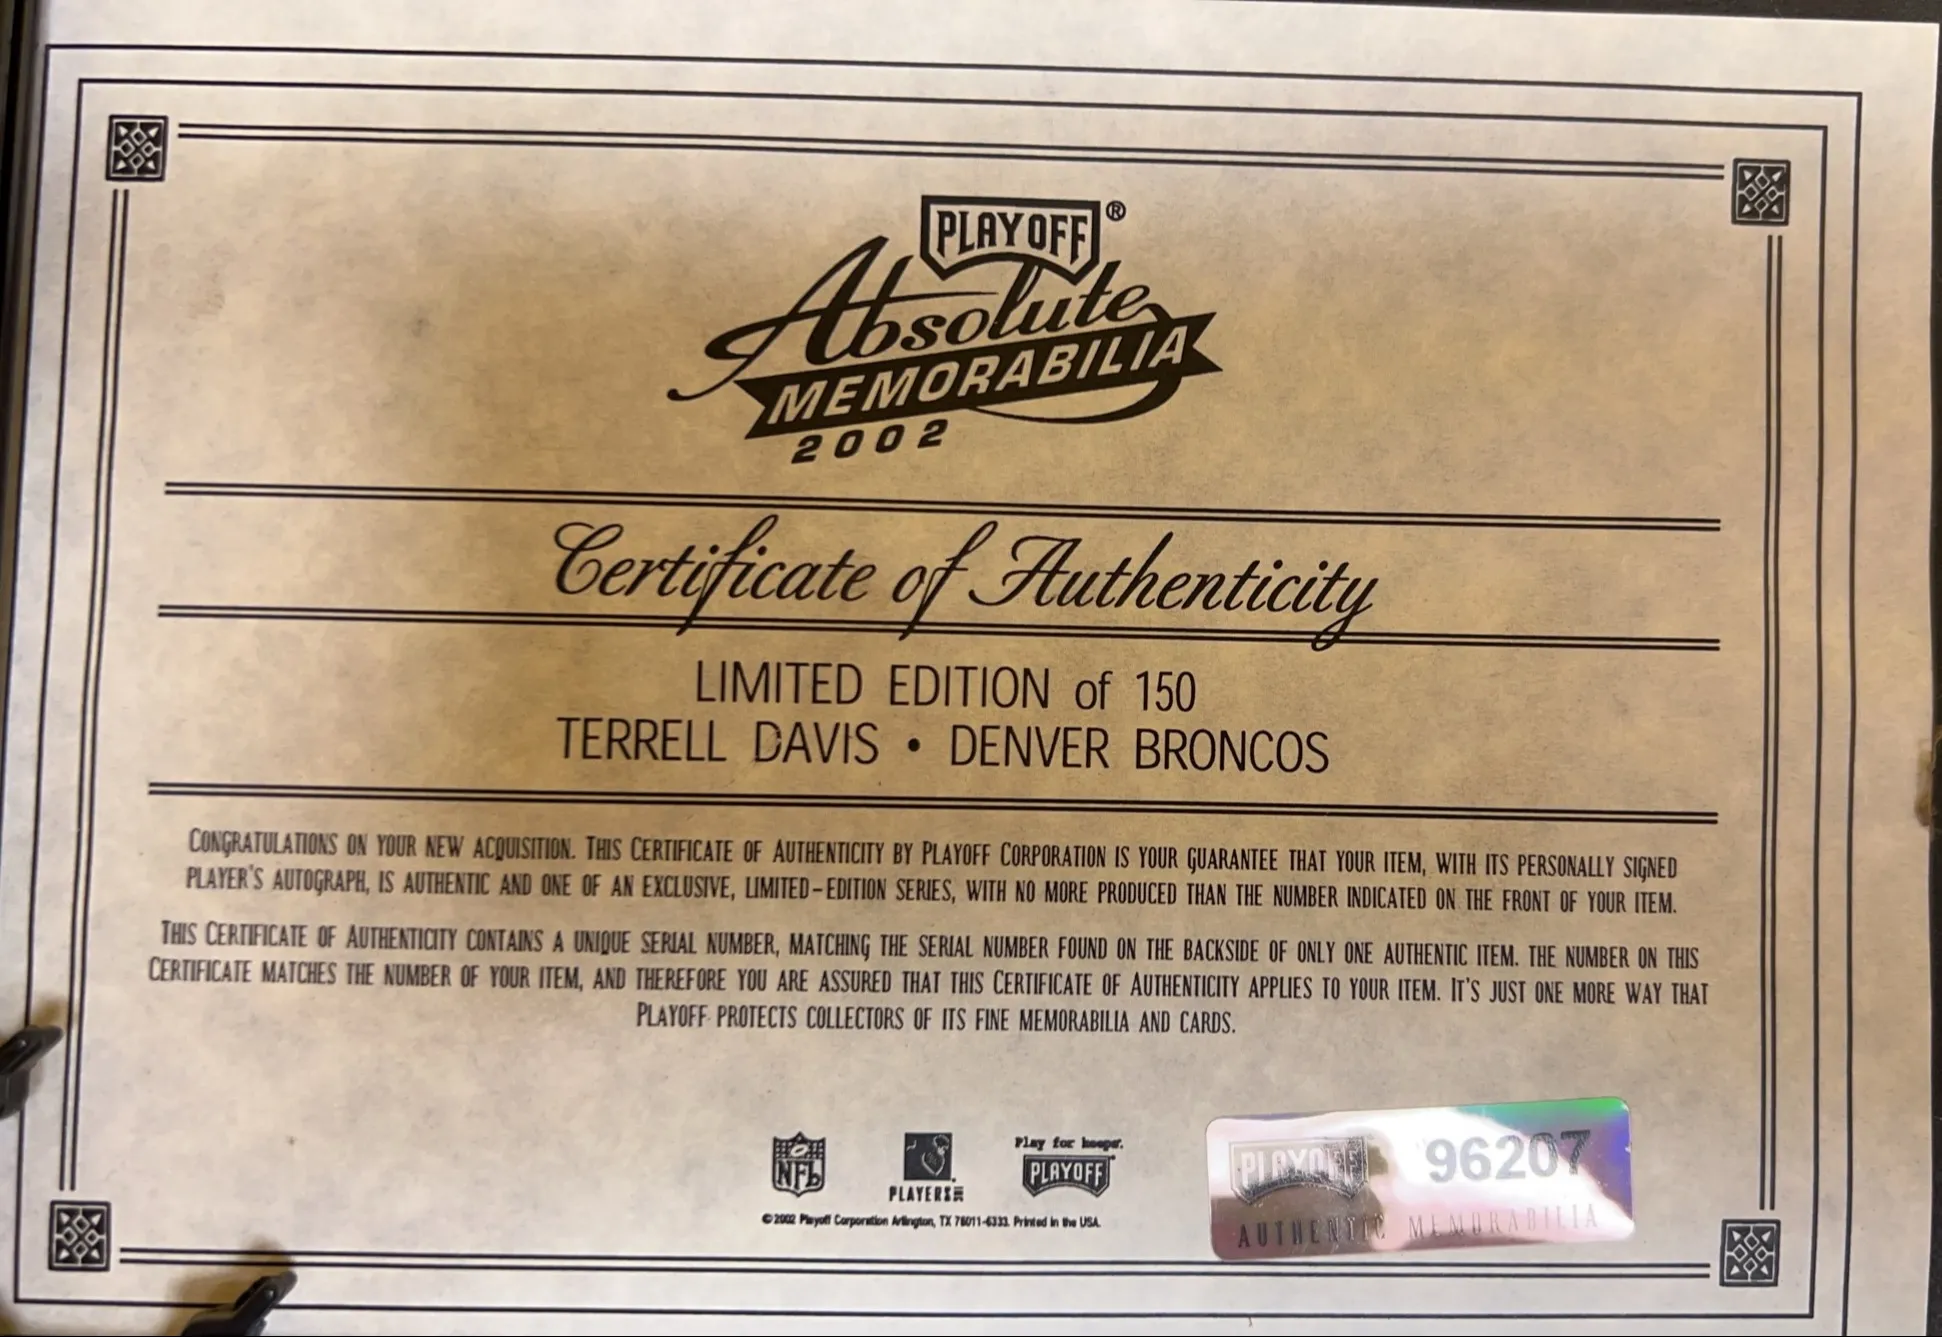 PLAYOFF®
Absolute
MEMORABILIA
2002
Certificate of Authenticity
LIMITED EDITION of 150
TERRELL DAVIS • DENVER BRONCOS
CONGRATULATIONS ON YOUR NEW ACQUISITION. THIS CERTIFICATE OF AUTHENTICITY BY PLAYOFF CORPORATION IS YOUR GUARANTEE THAT YOUR ITEM, WITH ITS PERSONALLY SIGNED
PLAYER'S AUTOGRAPH, IS AUTHENTIC AND ONE OF AN EXCLUSIVE, LIMITED-EDITION SERIES, WITH NO MORE PRODUCED THAN THE NUMBER INDICATED ON THE FRONT OF YOUR ITEM.
THIS CERTIFICATE OF AUTHENTICITY CONTAINS A UNIQUE SERIAL NUMBER, MATCHING THE SERIAL NUMBER FOUND ON THE BACKSIDE OF ONLY ONE AUTHENTIC ITEM. THE NUMBER ON THIS
CERTIFICATE MATCHES THE NUMBER OF YOUR ITEM, AND THEREFORE YOU ARE ASSURED THAT THIS CERTIFICATE OF AUTHENTICITY APPLIES TO YOUR ITEM. IT'S JUST ONE MORE WAY THAT
PLAYOFF PROTECTS COLLECTORS OF ITS FINE MEMORABILIA AND CARDS.
NFL
PLAYERS INC
Play for keeps.
PLAYOFF
©2002 Playoff Corporation Arlington, TX 76011-6333. Printed in the USA.
PLAYOFF 96207
AUTHENTIC MEMORABILIA